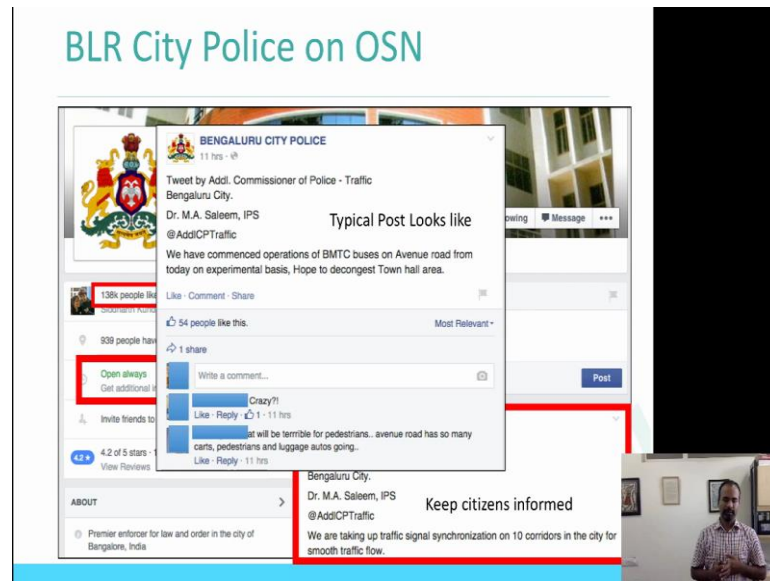 BLR City Police on OSN
BENGALURU CITY POLICE
11 hrs ·
Tweet by Addl. Commissioner of Police - Traffic
Bengaluru City.
Dr. M.A. Saleem, IPS
@AddlCPTraffic
Typical Post Looks like
We have commenced operations of BMTC buses on Avenue road from
today on experimental basis, Hope to decongest Town hall area.
Like · Comment · Share
54 people like this.
Most Relevant
1 share
Write a comment...
Crazy?!
Like · Reply · 1 · 11 hrs
at will be terrrible for pedestrians.. avenue road has so many
carts, pedestrians and luggage autos going..
Like · Reply · 11 hrs
owing
Message
138k people lik
939 people hav
Open always
Get additional i
Invite friends to
4.2
4.2 of 5 stars · 1
View Reviews
ABOUT
Premier enforcer for law and order in the city of
Bangalore, India
Post
Bengaluru City.
Dr. M.A. Saleem, IPS
@AddlCPTraffic
Keep citizens informed
We are taking up traffic signal synchronization on 10 corridors in the city for
smooth traffic flow.